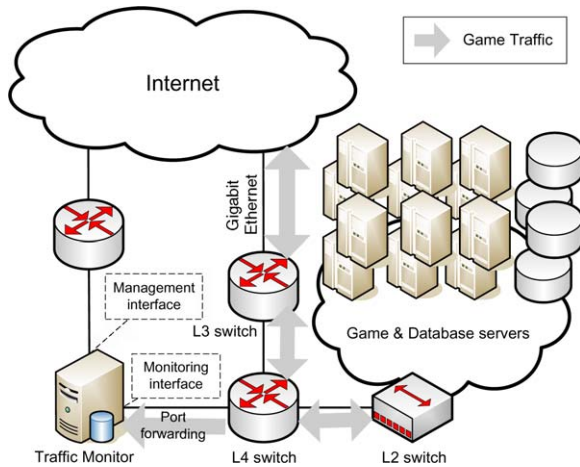 Game Traffic
Internet
Gigabit
Ethernet
Management
interface
L3 switch
Game & Database servers
Monitoring
interface
Port
forwarding
Traffic Monitor
L4 switch
L2 switch